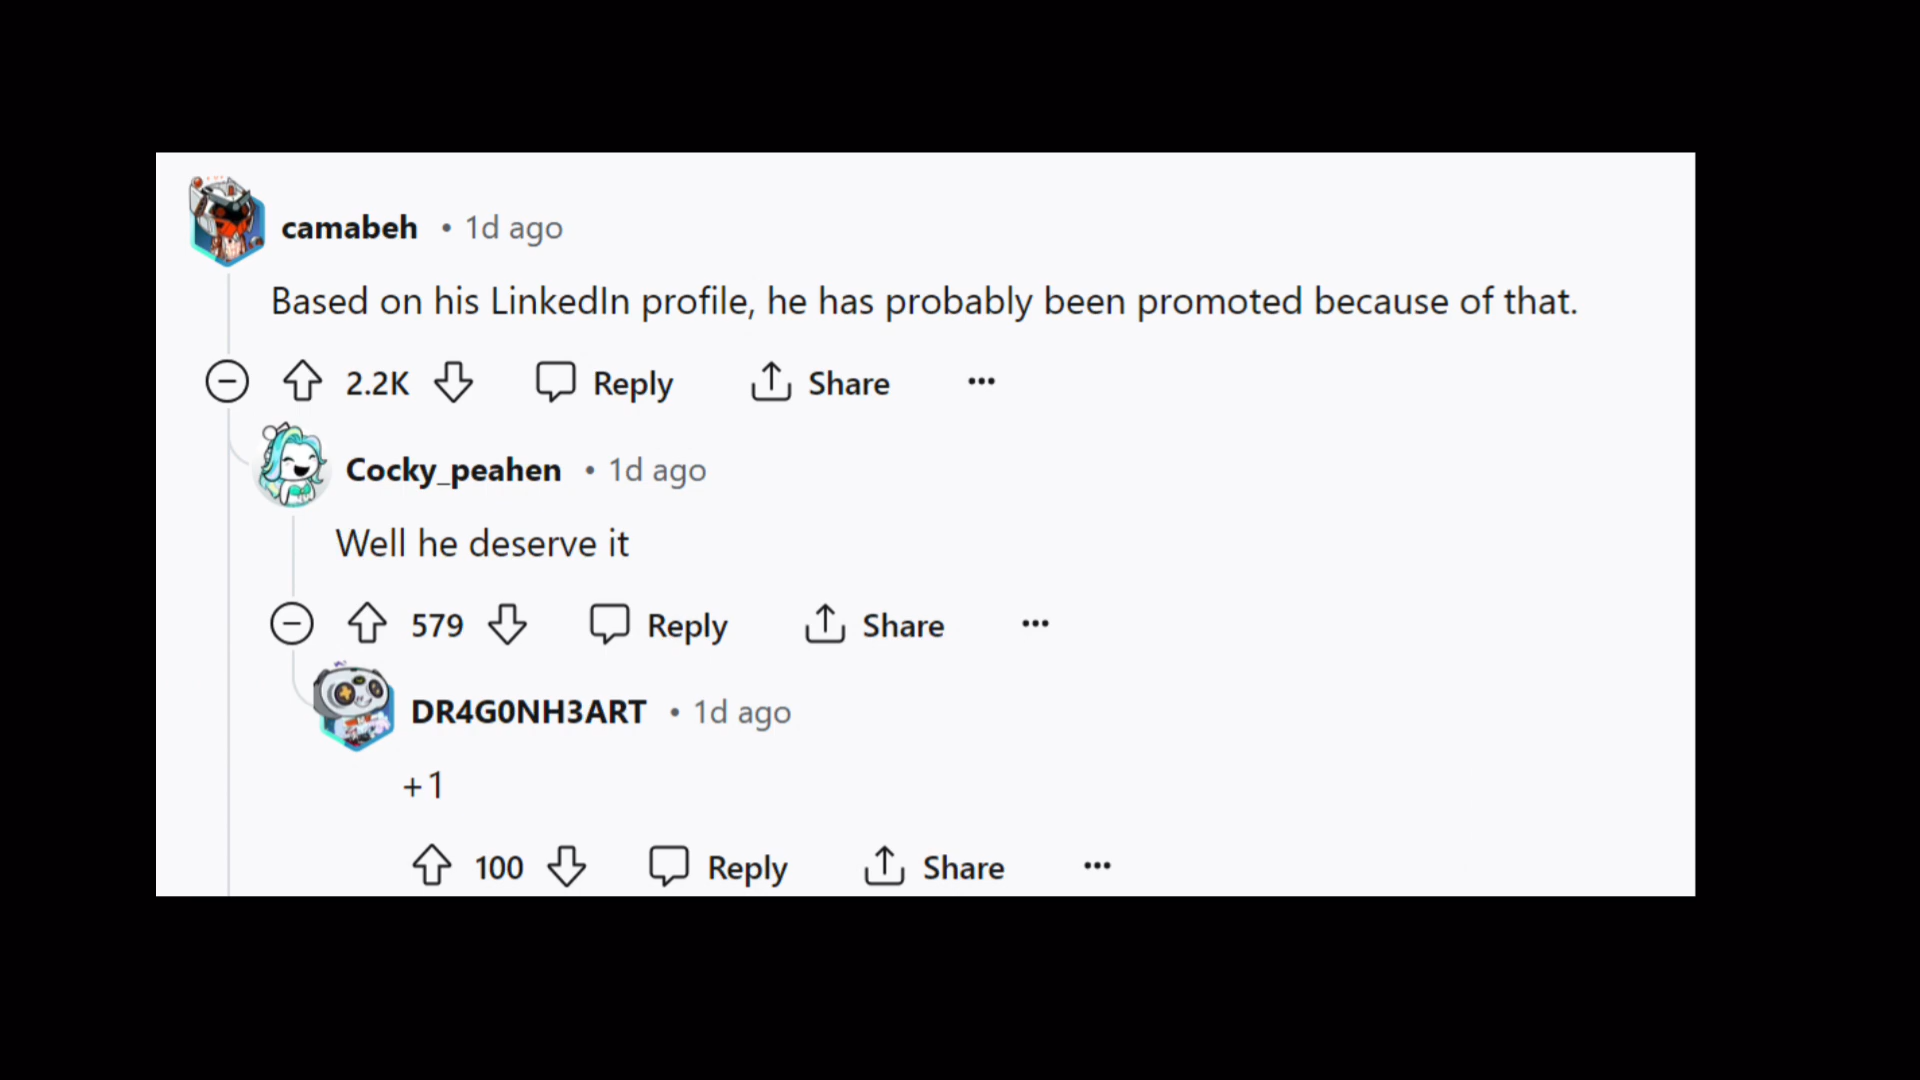 camabeh • 1d ago
Based on his LinkedIn profile, he has probably been promoted because of that.
2.2K Reply Share ...
Cocky_peahen • 1d ago
Well he deserve it
579 Reply Share ...
DR4G0NH3ART • 1d ago
+1
100 Reply Share ...